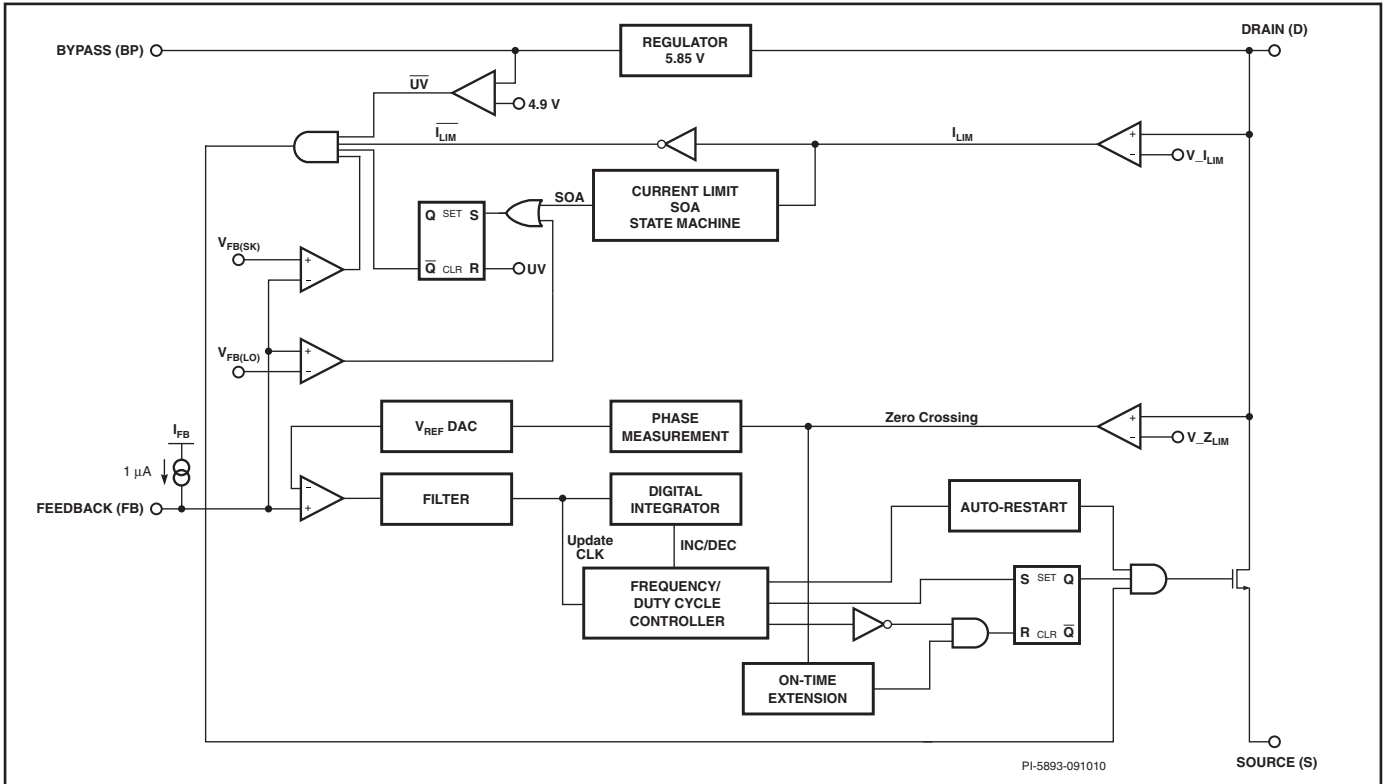 BYPASS (BP)
REGULATOR
5.85 V
DRAIN (D)
UV
4.9 V
ILIM
ILIM
V_ILIM
CURRENT LIMIT
SOA
STATE MACHINE
SOA
Q SET S
Q CLR R
UV
VFB(SK)
+
−
VFB(LO)
+
−
+
−
VREF DAC
PHASE
MEASUREMENT
Zero Crossing
+
−
V_ZLIM
IFB
1 µA
FEEDBACK (FB)
−
+
FILTER
DIGITAL
INTEGRATOR
Update
CLK
INC/DEC
AUTO-RESTART
FREQUENCY/
DUTY CYCLE
CONTROLLER
S SET Q
R CLR Q
ON-TIME
EXTENSION
SOURCE (S)
PI-5893-091010